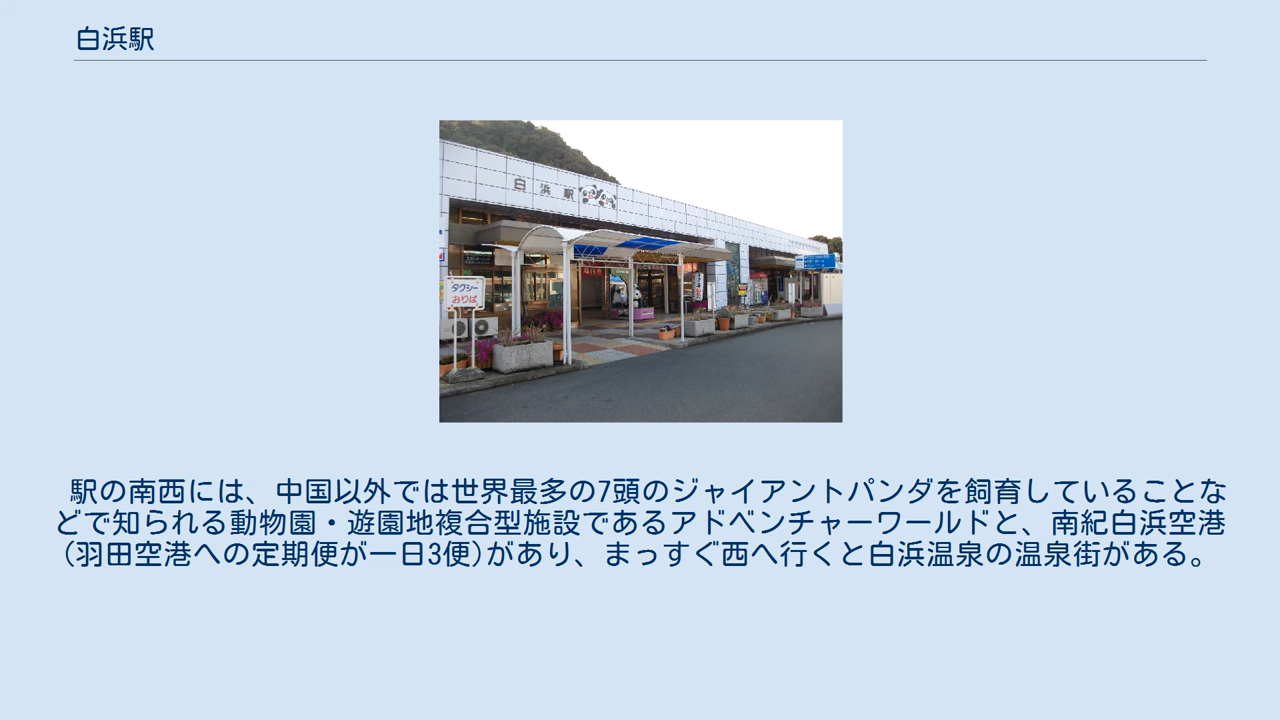 白浜駅
白浜駅
タクシー
おりば
駅の南西には、中国以外では世界最多の7頭のジャイアントパンダを飼育していることな
どで知られる動物園・遊園地複合型施設であるアドベンチャーワールドと、南紀白浜空港
(羽田空港への定期便が一日3便)があり、まっすぐ西へ行くと白浜温泉の温泉街がある。